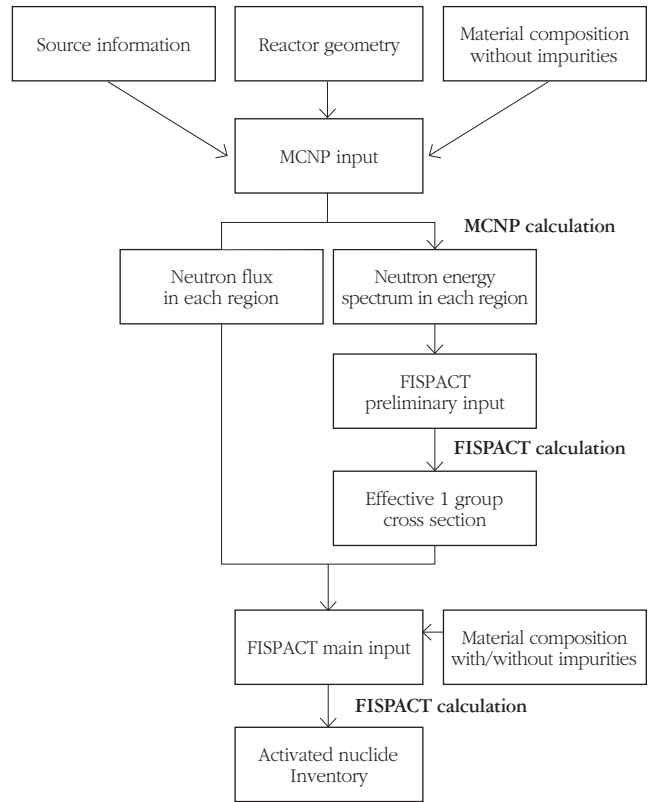 Source information
Reactor geometry
Material composition
without impurities
MCNP input
MCNP calculation
Neutron flux
in each region
Neutron energy
spectrum in each region
FISPACT
preliminary input
FISPACT calculation
Effective 1 group
cross section
FISPACT main input
Material composition
with/without impurities
FISPACT calculation
Activated nuclide
Inventory